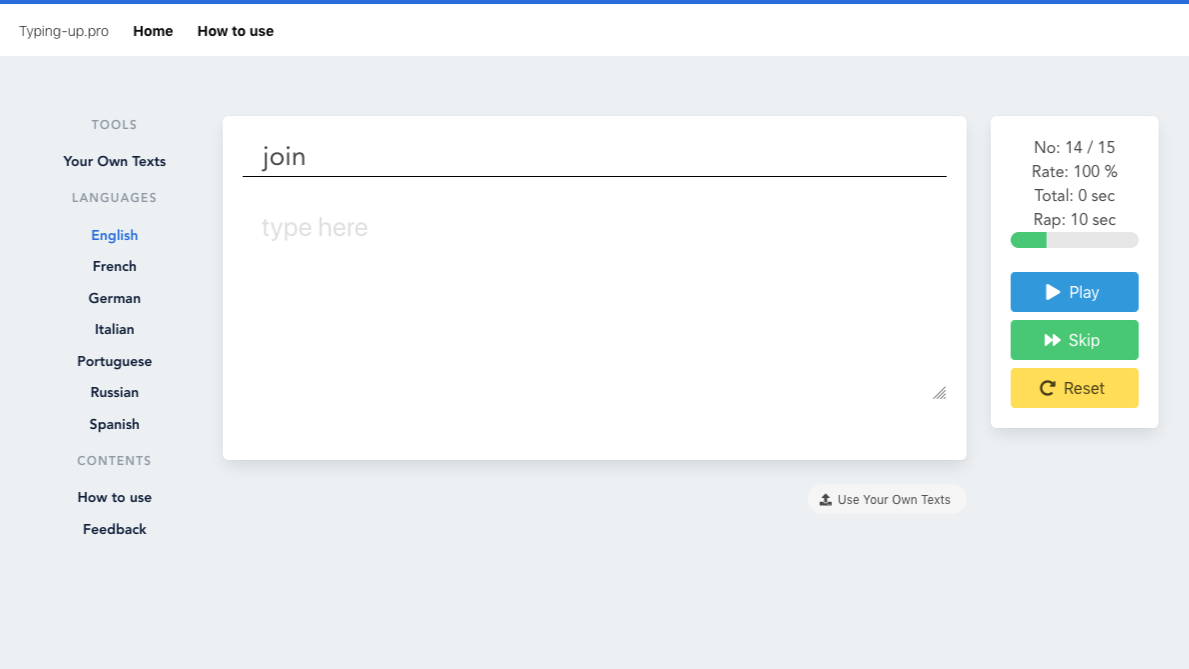 Typing-up.pro Home How to use
TOOLS
Your Own Texts
LANGUAGES
English
French
German
Italian
Portuguese
Russian
Spanish
CONTENTS
How to use
Feedback
join
type here
Use Your Own Texts
No: 14 / 15
Rate: 100 %
Total: 0 sec
Rap: 10 sec
Play
Skip
Reset